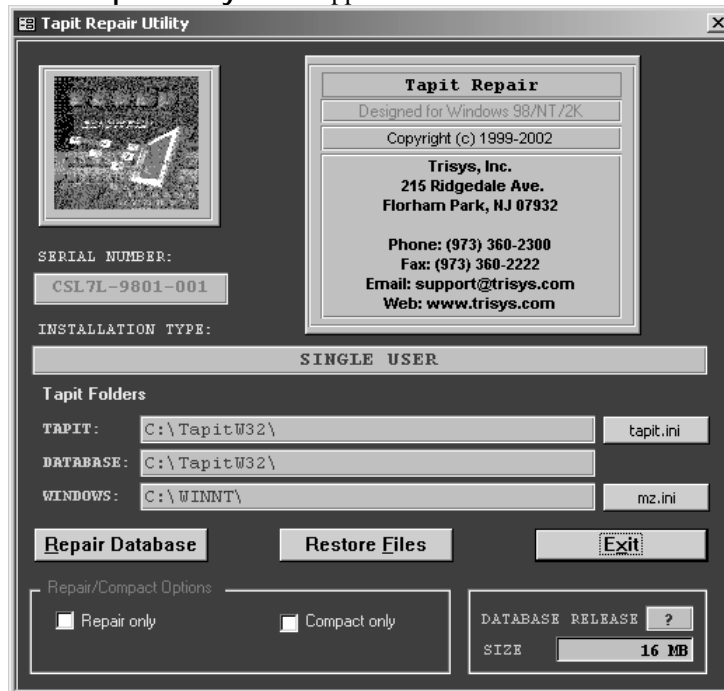 Tapit Repair Utility
Tapit Repair
Designed for Windows 98/NT/2K
Copyright (c) 1999-2002
Trisys, Inc.
215 Ridgedale Ave.
Florham Park, NJ 07932
Phone: (973) 360-2300
Fax: (973) 360-2222
Email: support@trisys.com
Web: www.trisys.com
SERIAL NUMBER:
CSL7L-9801-001
INSTALLATION TYPE:
SINGLE USER
Tapit Folders
TAPIT: C:\TapitW32\ tapit.ini
DATABASE: C:\TapitW32\
WINDOWS: C:\WINNT\ mz.ini
Repair Database Restore Files Exit
Repair/Compact Options
Repair only Compact only
DATABASE RELEASE ?
SIZE 16 MB